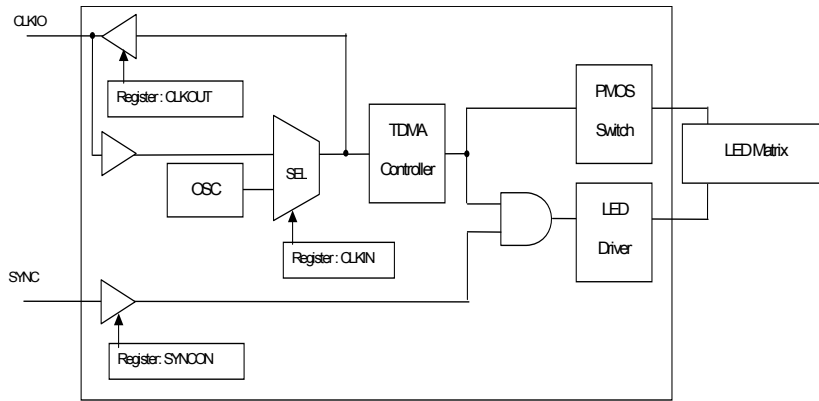 CLKIO
Register : CLKOUT
PMOS
Switch
TDMA
Controller
LED Matrix
SEL
OSC
LED
Driver
Register : CLKIN
SYNC
Register: SYNCON